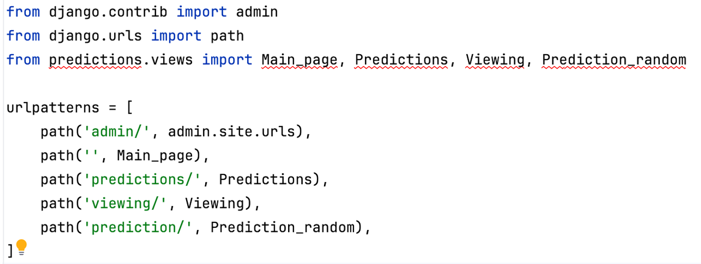 from django.contrib import admin
from django.urls import path
from predictions.views import Main_page, Predictions, Viewing, Prediction_random
urlpatterns = [
path('admin/', admin.site.urls),
path('', Main_page),
path('predictions/', Predictions),
path('viewing/', Viewing),
path('prediction/', Prediction_random),
]